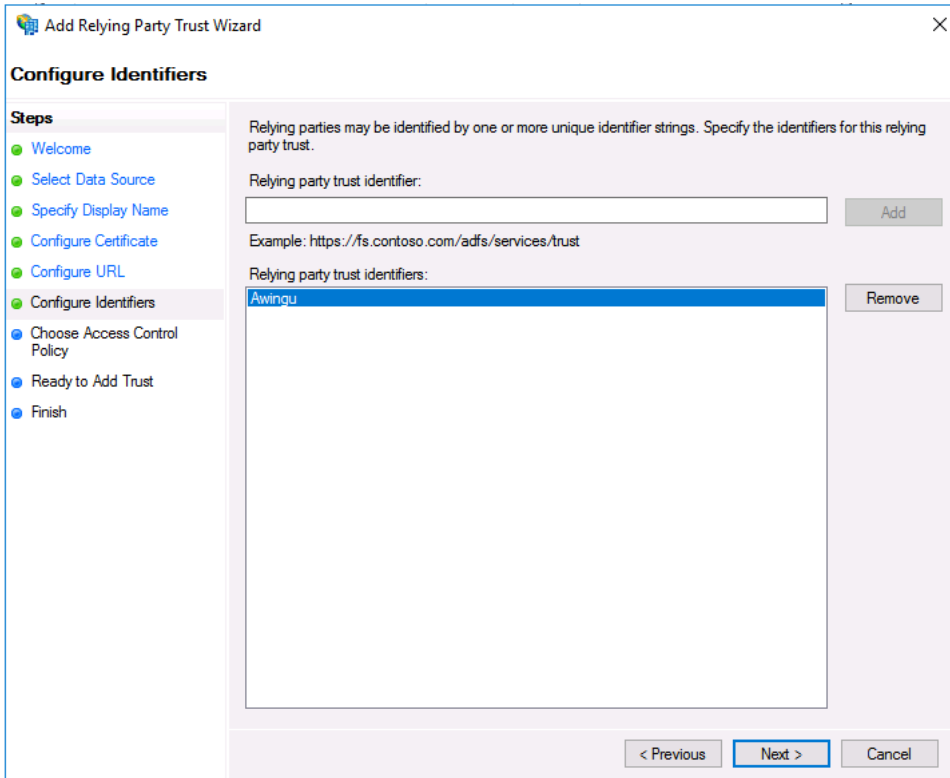 Add Relying Party Trust Wizard
Configure Identifiers
Steps
Welcome
Select Data Source
Specify Display Name
Configure Certificate
Configure URL
Configure Identifiers
Choose Access Control
Policy
Ready to Add Trust
Finish
Relying parties may be identified by one or more unique identifier strings. Specify the identifiers for this relying
party trust.
Relying party trust identifier:
Add
Example: https://fs.contoso.com/adfs/services/trust
Relying party trust identifiers:
Awingu
Remove
< Previous
Next >
Cancel